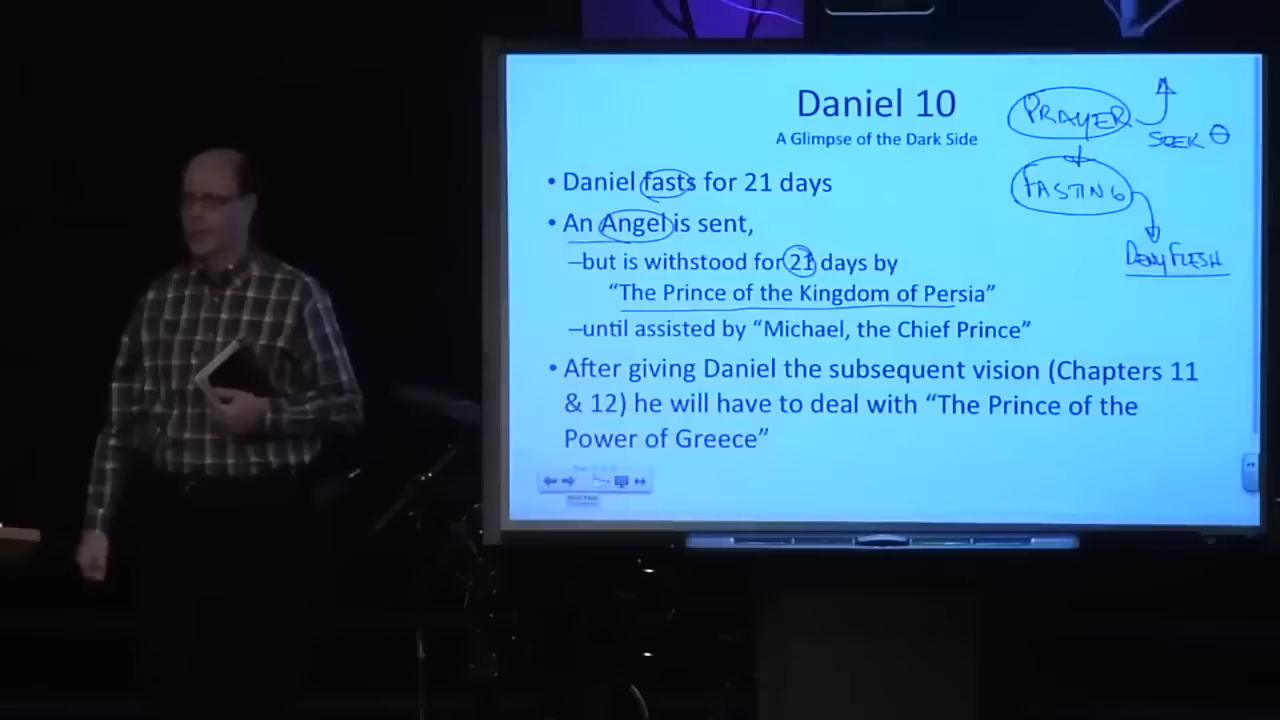 Daniel 10
A Glimpse of the Dark Side
• Daniel fasts for 21 days
• An Angel is sent,
–but is withstood for 21 days by
“The Prince of the Kingdom of Persia”
–until assisted by “Michael, the Chief Prince”
• After giving Daniel the subsequent vision (Chapters 11
& 12) he will have to deal with “The Prince of the
Power of Greece”
PRAYER
SEEK Θ
FASTING
DENY FLESH